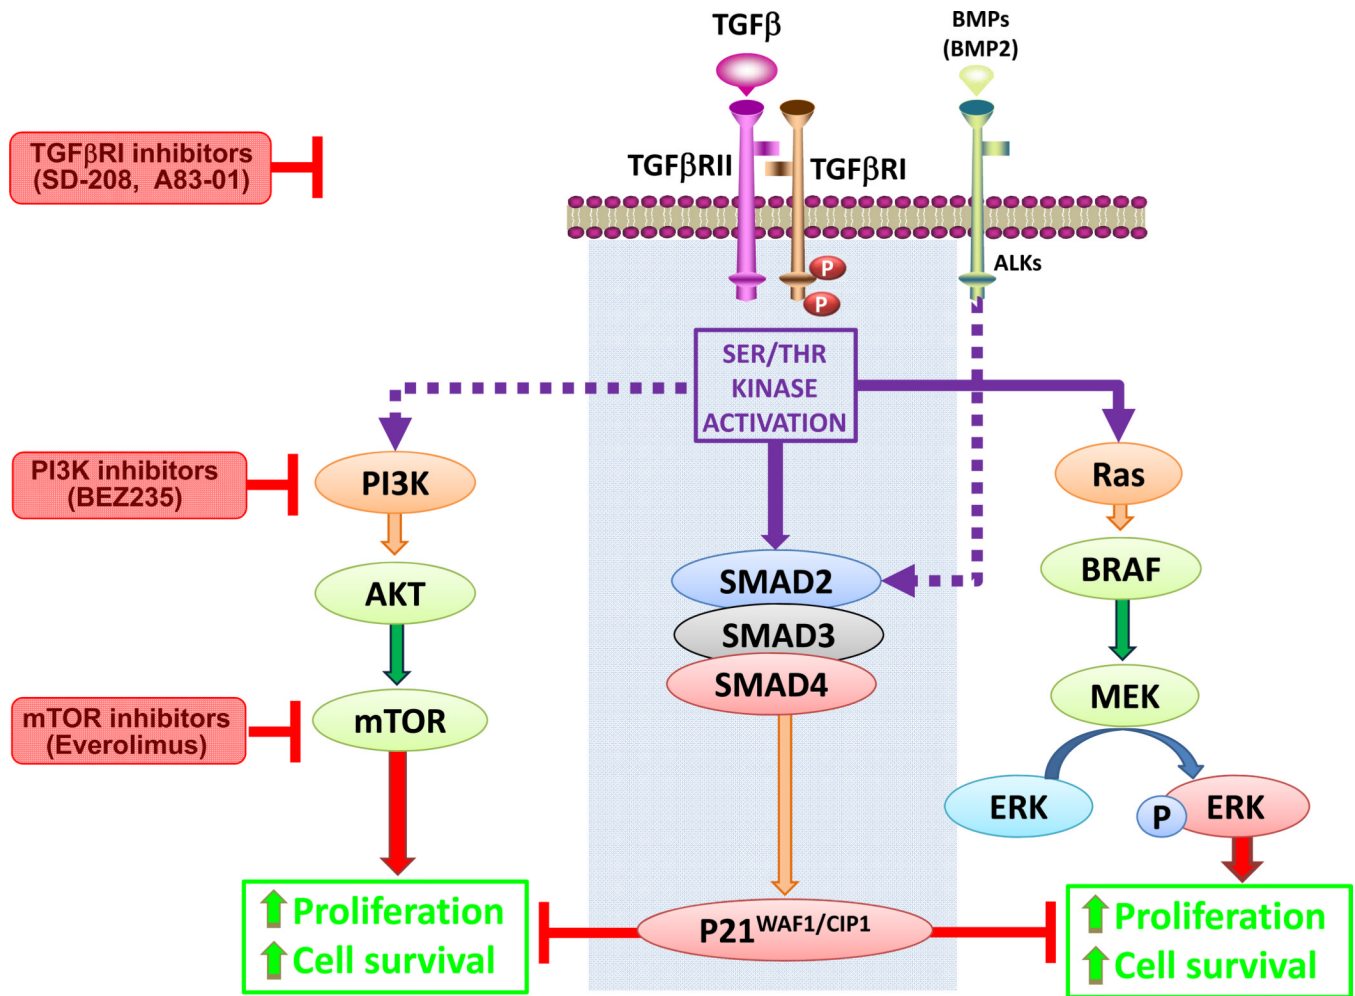 TGFβ
BMPs
(BMP2)
TGFβRI inhibitors
(SD-208, A83-01)
TGFβRII
TGFβRI
P
P
ALKs
SER/THR
KINASE
ACTIVATION
PI3K inhibitors
(BEZ235)
PI3K
Ras
AKT
SMAD2
BRAF
SMAD3
SMAD4
MEK
mTOR inhibitors
(Everolimus)
mTOR
ERK
P
ERK
Proliferation
Cell survival
P21WAF1/CIP1
Proliferation
Cell survival